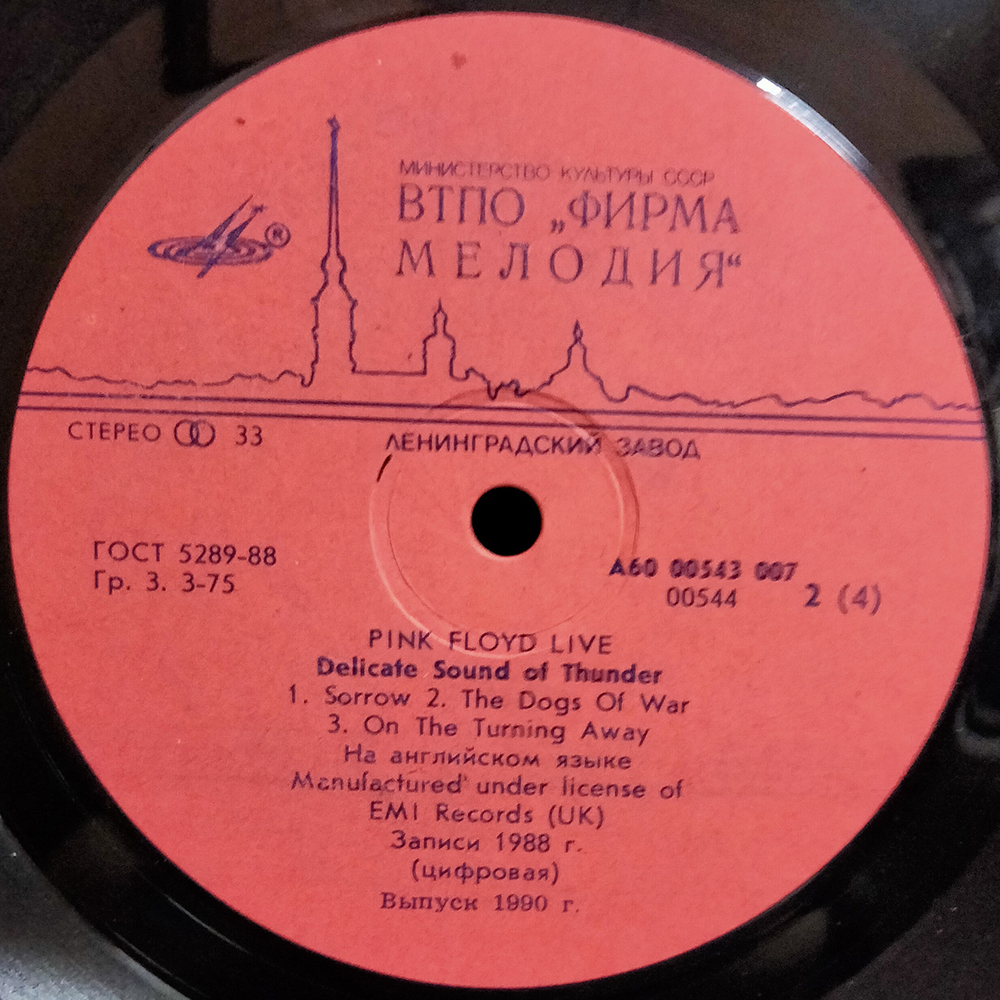 МИНИСТЕРСТВО КУЛЬТУРЫ СССР
ВТПО „ФИРМА
МЕЛОДИЯ“
®
СТЕРЕО 33
ЛЕНИНГРАДСКИЙ ЗАВОД
ГОСТ 5289-88
Гр. 3. 3-75
А60 00543 007
00544 2 (4)
PINK FLOYD LIVE
Delicate Sound of Thunder
1. Sorrow 2. The Dogs Of War
3. On The Turning Away
На английском языке
Manufactured under license of
EMI Records (UK)
Записи 1988 г.
(цифровая)
Выпуск 1990 г.